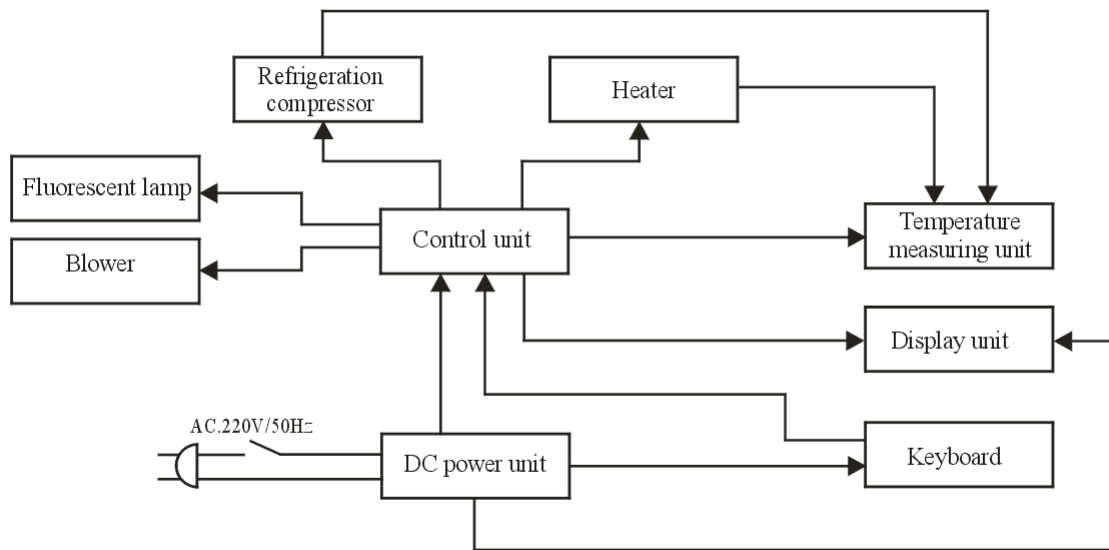 Refrigeration
compressor
Heater
Fluorescent lamp
Blower
Control unit
Temperature
measuring unit
Display unit
AC.220V/50Hz
DC power unit
Keyboard